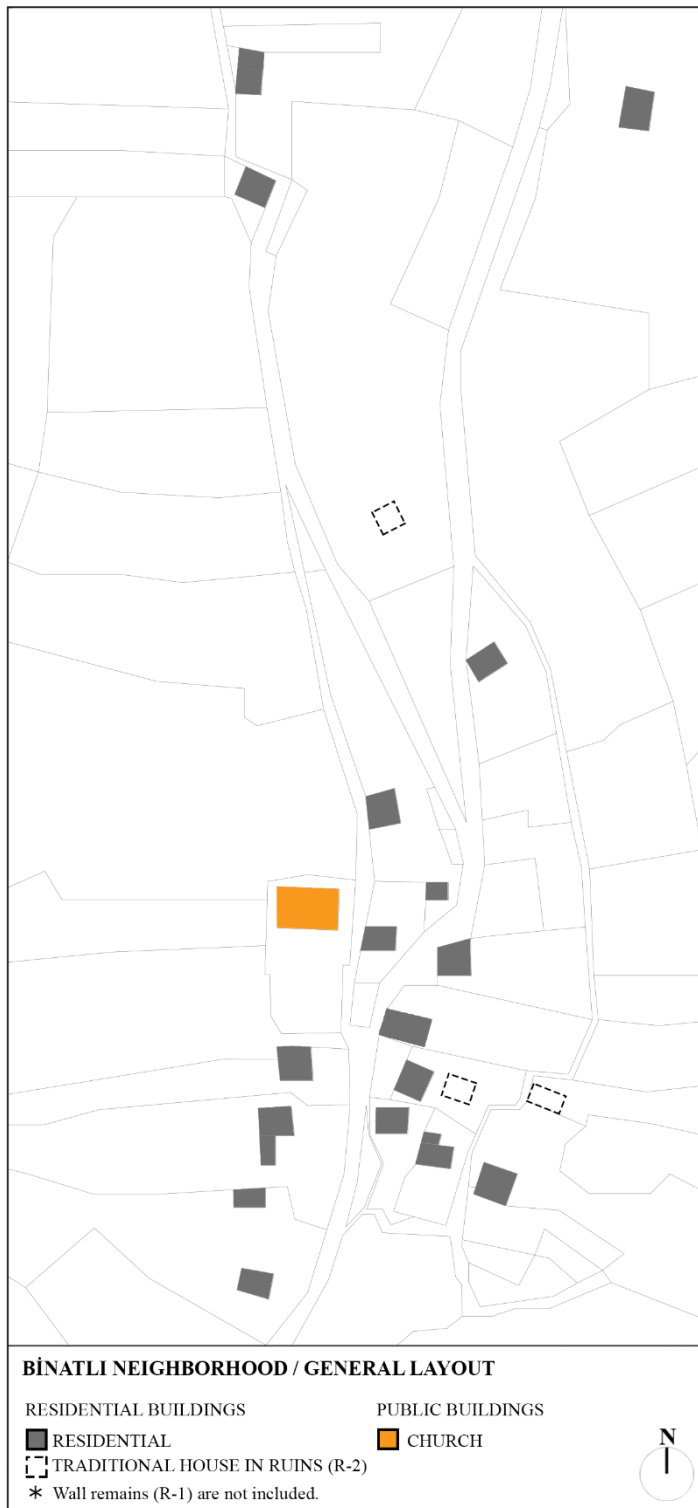 BİNATLI NEIGHBORHOOD / GENERAL LAYOUT
RESIDENTIAL BUILDINGS
RESIDENTIAL
TRADITIONAL HOUSE IN RUINS (R-2)
* Wall remains (R-1) are not included.
PUBLIC BUILDINGS
CHURCH
N